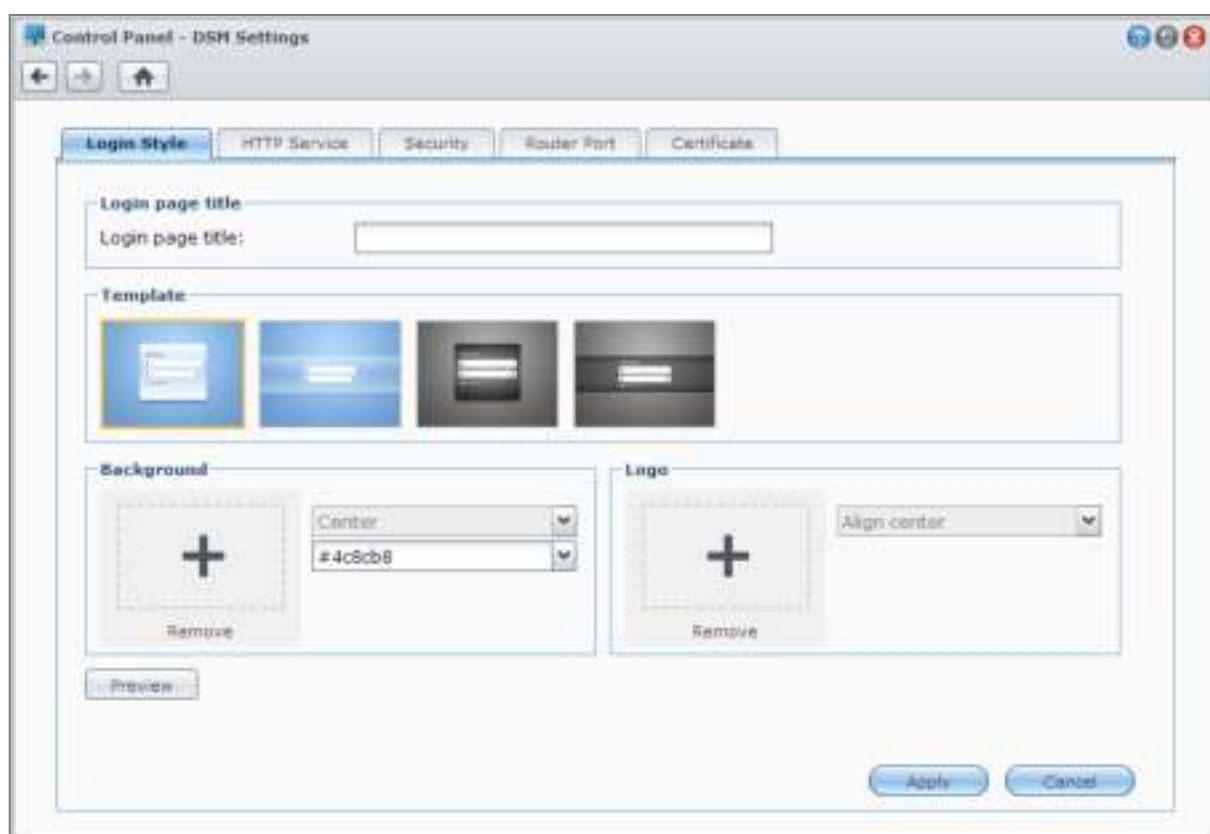 Control Panel - DSM Settings
Login Style HTTP Service Security Router Port Certificate
Login page title
Login page title:
Template
Background
Center
#4c8cb8
Remove
Logo
Align center
Remove
Preview
Apply Cancel